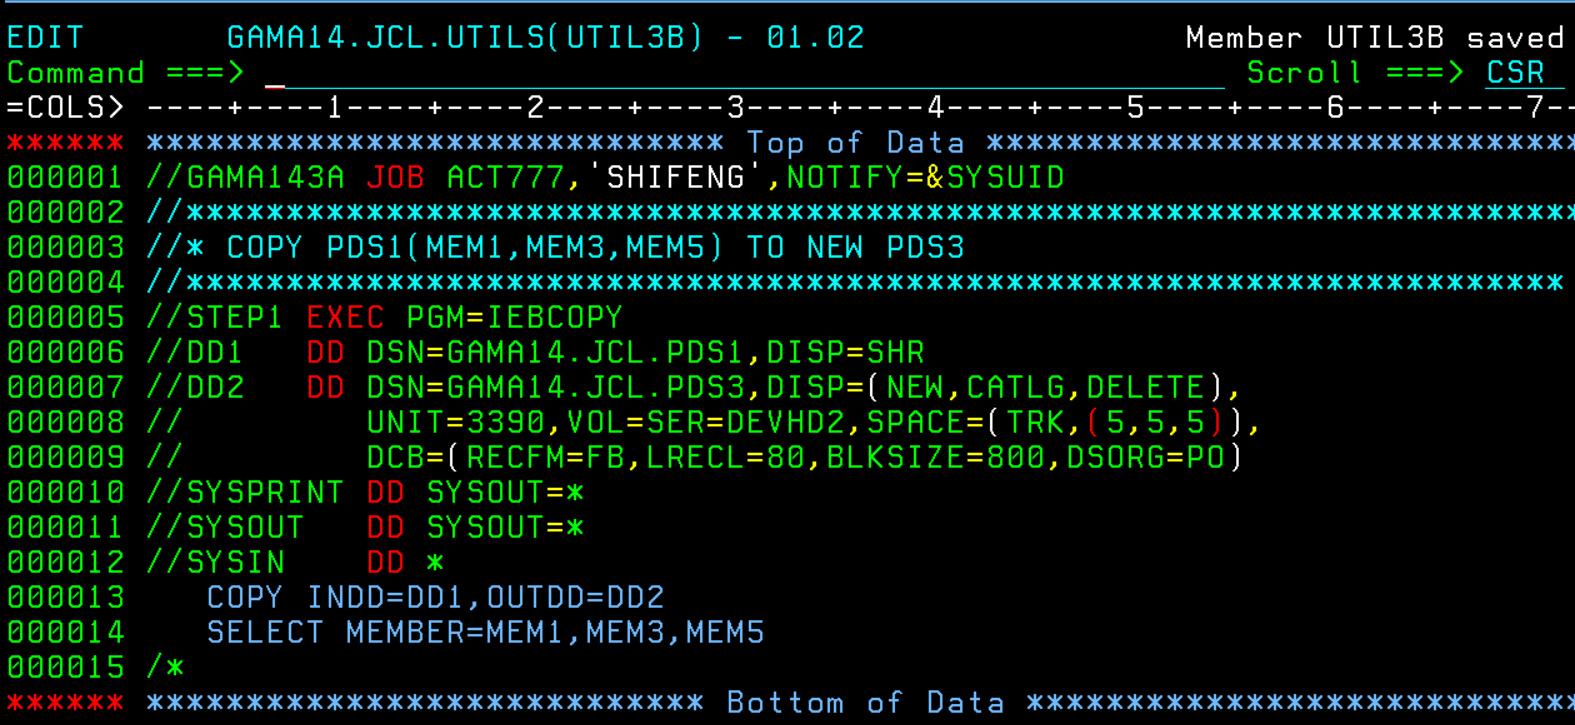 EDIT       GAMA14.JCL.UTILS(UTIL3B) - 01.02                Member UTIL3B saved
Command ===>                                                  Scroll ===> CSR
=COLS> ----+----1----+----2----+----3----+----4----+----5----+----6----+----7--
****** ***************************** Top of Data ******************************
000001 //GAMA143A JOB ACT777,'SHIFENG',NOTIFY=&SYSUID
000002 //**********************************************************************
000003 //* COPY PDS1(MEM1,MEM3,MEM5) TO NEW PDS3
000004 //*********************************************************************
000005 //STEP1 EXEC PGM=IEBCOPY
000006 //DD1   DD DSN=GAMA14.JCL.PDS1,DISP=SHR
000007 //DD2   DD DSN=GAMA14.JCL.PDS3,DISP=(NEW,CATLG,DELETE),
000008 //         UNIT=3390,VOL=SER=DEVHD2,SPACE=(TRK,(5,5,5)),
000009 //         DCB=(RECFM=FB,LRECL=80,BLKSIZE=800,DSORG=PO)
000010 //SYSPRINT DD SYSOUT=*
000011 //SYSOUT   DD SYSOUT=*
000012 //SYSIN    DD *
000013    COPY INDD=DD1,OUTDD=DD2
000014    SELECT MEMBER=MEM1,MEM3,MEM5
000015 /*
****** **************************** Bottom of Data ****************************